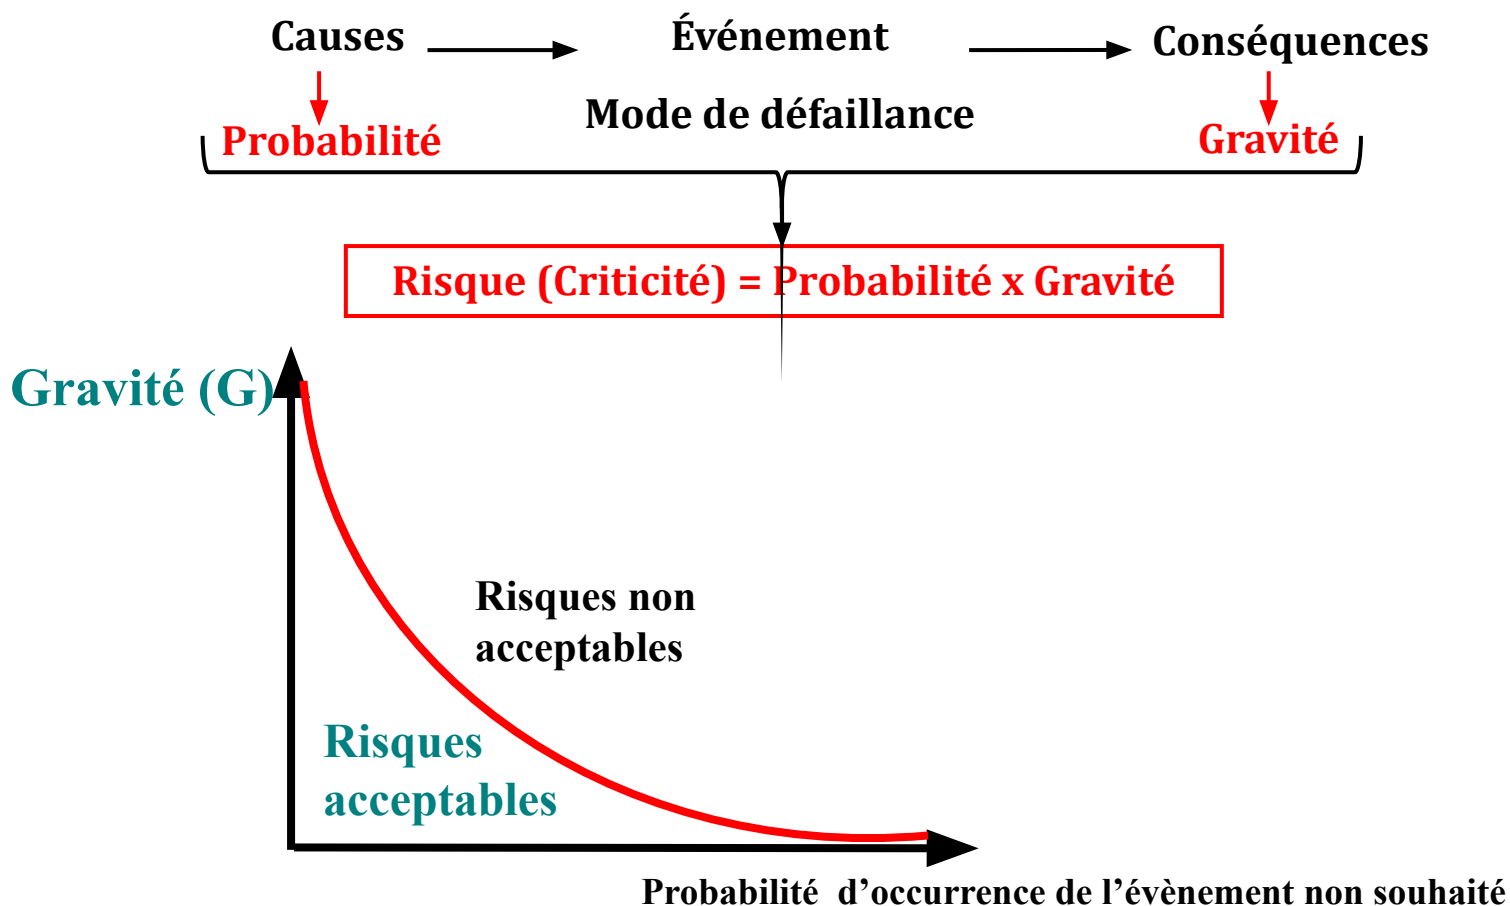 Causes
Événement
Conséquences
Mode de défaillance
Probabilité
Gravité
Risque (Criticité) = Probabilité x Gravité
Gravité (G)
Risques non
acceptables
Risques
acceptables
Probabilité  d’occurrence de l’évènement non souhaité